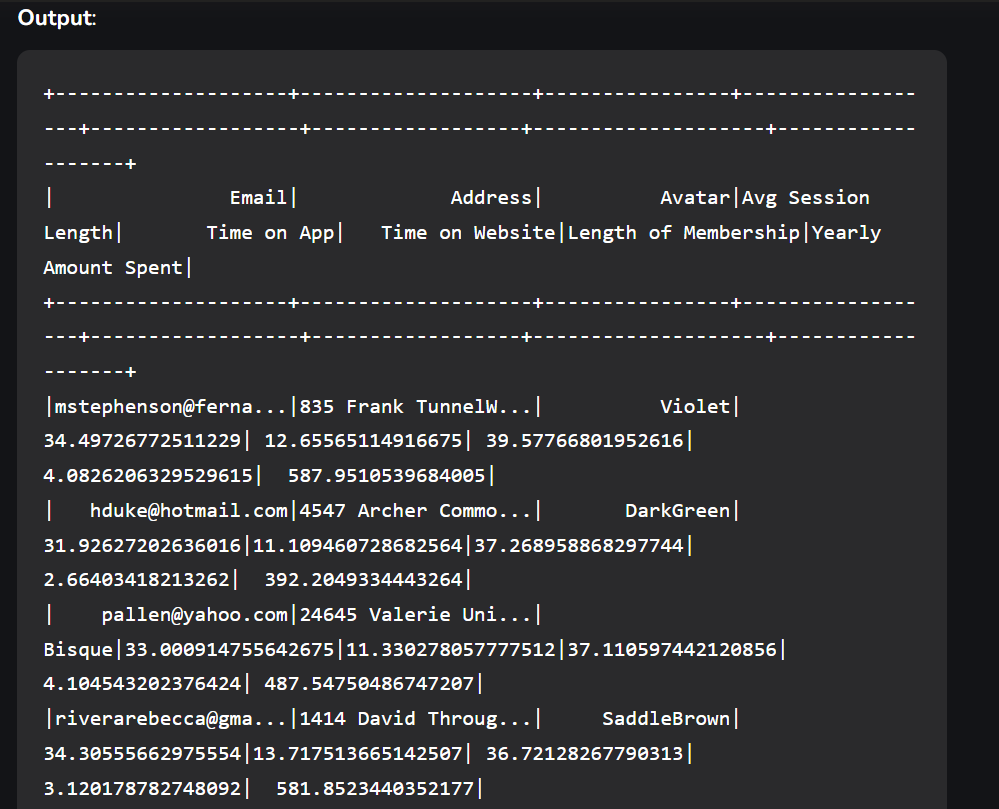 Output:
+--------------------+--------------------+----------------+---------------
---+------------------+------------------+--------------------+------------
-------+
|               Email|             Address|          Avatar|Avg Session
Length|       Time on App|   Time on Website|Length of Membership|Yearly
Amount Spent|
+--------------------+--------------------+----------------+---------------
---+------------------+------------------+--------------------+------------
-------+
|mstephenson@ferna...|835 Frank TunnelW...|          Violet|
34.49726772511229| 12.65565114916675| 39.57766801952616|
4.0826206329529615|  587.9510539684005|
|   hduke@hotmail.com|4547 Archer Commo...|       DarkGreen|
31.92627202636016|11.109460728682564|37.268958868297744|
2.66403418213262|  392.2049334443264|
|    pallen@yahoo.com|24645 Valerie Uni...|
Bisque|33.000914755642675|11.330278057777512|37.110597442120856|
4.104543202376424| 487.54750486747207|
|riverarebecca@gma...|1414 David Throug...|     SaddleBrown|
34.30555662975554|13.717513665142507| 36.72128267790313|
3.120178782748092|  581.8523440352177|